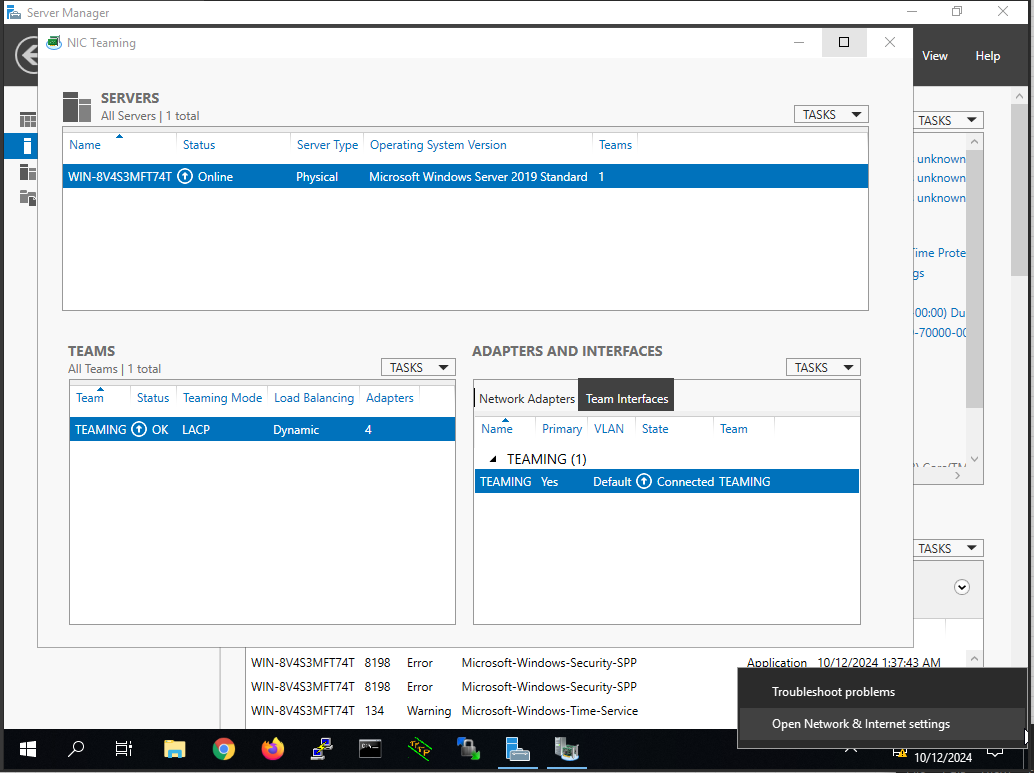 Server Manager
NIC Teaming
View Help
SERVERS
All Servers | 1 total
TASKS
TASKS
Name Status Server Type Operating System Version Teams
WIN-8V4S3MFT74T Online Physical Microsoft Windows Server 2019 Standard 1
unknown
unknown
unknown
Time Prote
gs
00:00) Du
-70000-00
TEAMS
All Teams | 1 total
TASKS
Team Status Teaming Mode Load Balancing Adapters
TEAMING OK LACP Dynamic 4
ADAPTERS AND INTERFACES
TASKS
Network Adapters Team Interfaces
Name Primary VLAN State Team
TEAMING (1)
TEAMING Yes Default Connected TEAMING
TASKS
WIN-8V4S3MFT74T 8198 Error Microsoft-Windows-Security-SPP Application 10/12/2024 1:37:43 AM
WIN-8V4S3MFT74T 8198 Error Microsoft-Windows-Security-SPP
WIN-8V4S3MFT74T 134 Warning Microsoft-Windows-Time-Service
Troubleshoot problems
Open Network & Internet settings
10/12/2024